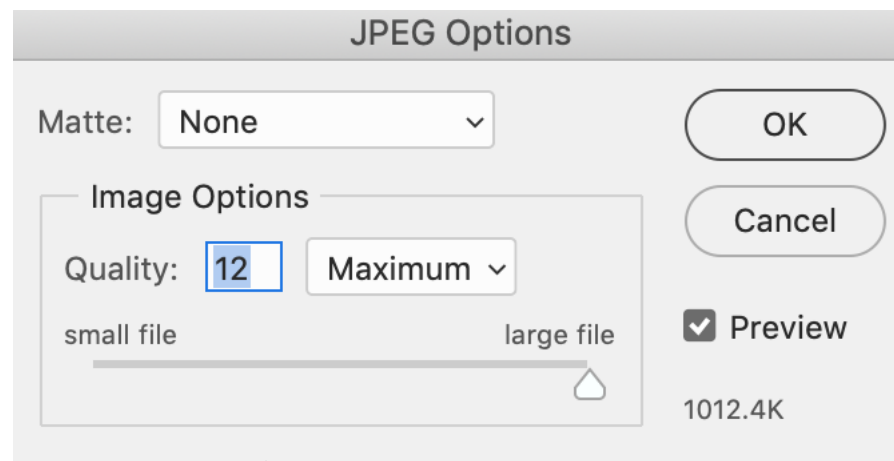 JPEG Options
Matte: None
OK
Image Options
Cancel
Quality: 12 Maximum
small file large file
Preview
1012.4K